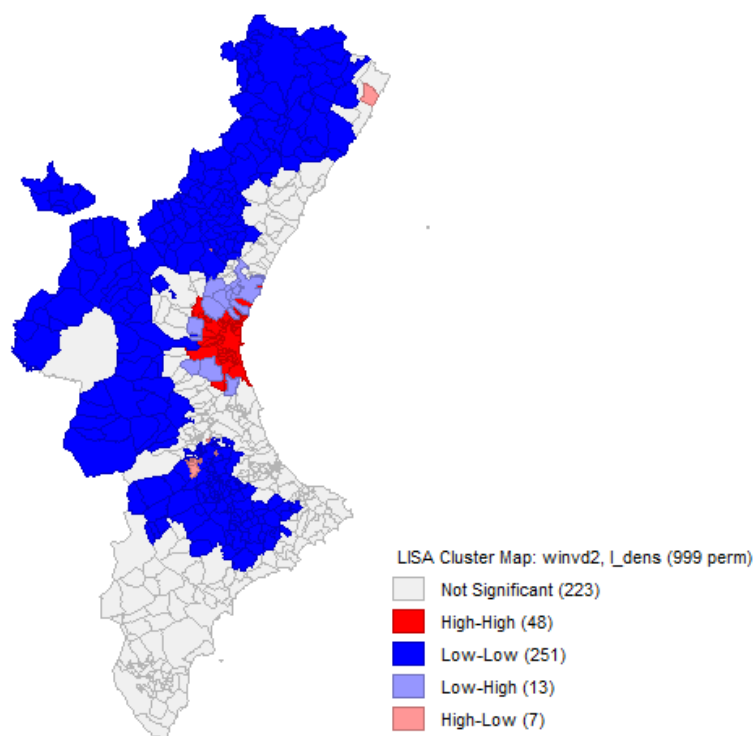 LISA Cluster Map: winvd2, l_dens (999 perm)
Not Significant (223)
High-High (48)
Low-Low (251)
Low-High (13)
High-Low (7)